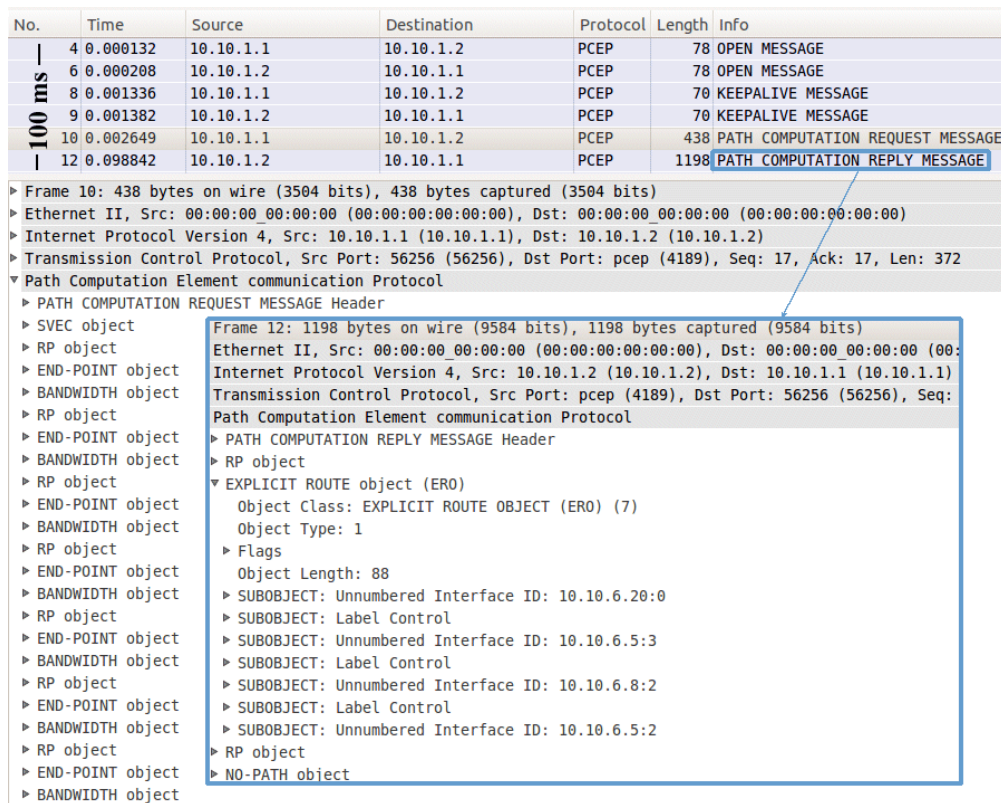 No. Time Source Destination Protocol Length Info
4 0.000132 10.10.1.1 10.10.1.2 PCEP 78 OPEN MESSAGE
6 0.000208 10.10.1.2 10.10.1.1 PCEP 78 OPEN MESSAGE
8 0.001336 10.10.1.1 10.10.1.2 PCEP 70 KEEPALIVE MESSAGE
9 0.001382 10.10.1.2 10.10.1.1 PCEP 70 KEEPALIVE MESSAGE
10 0.002649 10.10.1.1 10.10.1.2 PCEP 438 PATH COMPUTATION REQUEST MESSAGE
12 0.098842 10.10.1.2 10.10.1.1 PCEP 1198 PATH COMPUTATION REPLY MESSAGE
100 ms
Frame 10: 438 bytes on wire (3504 bits), 438 bytes captured (3504 bits)
Ethernet II, Src: 00:00:00_00:00:00 (00:00:00:00:00:00), Dst: 00:00:00_00:00:00 (00:00:00:00:00:00)
Internet Protocol Version 4, Src: 10.10.1.1 (10.10.1.1), Dst: 10.10.1.2 (10.10.1.2)
Transmission Control Protocol, Src Port: 56256 (56256), Dst Port: pcep (4189), Seq: 17, Ack: 17, Len: 372
Path Computation Element communication Protocol
PATH COMPUTATION REQUEST MESSAGE Header
SVEC object
RP object
END-POINT object
BANDWIDTH object
RP object
END-POINT object
BANDWIDTH object
RP object
END-POINT object
BANDWIDTH object
RP object
END-POINT object
BANDWIDTH object
RP object
END-POINT object
BANDWIDTH object
RP object
END-POINT object
BANDWIDTH object
RP object
END-POINT object
BANDWIDTH object
Frame 12: 1198 bytes on wire (9584 bits), 1198 bytes captured (9584 bits)
Ethernet II, Src: 00:00:00_00:00:00 (00:00:00:00:00:00), Dst: 00:00:00_00:00:00 (00:
Internet Protocol Version 4, Src: 10.10.1.2 (10.10.1.2), Dst: 10.10.1.1 (10.10.1.1)
Transmission Control Protocol, Src Port: pcep (4189), Dst Port: 56256 (56256), Seq:
Path Computation Element communication Protocol
PATH COMPUTATION REPLY MESSAGE Header
RP object
EXPLICIT ROUTE object (ERO)
Object Class: EXPLICIT ROUTE OBJECT (ERO) (7)
Object Type: 1
Flags
Object Length: 88
SUBOBJECT: Unnumbered Interface ID: 10.10.6.20:0
SUBOBJECT: Label Control
SUBOBJECT: Unnumbered Interface ID: 10.10.6.5:3
SUBOBJECT: Label Control
SUBOBJECT: Unnumbered Interface ID: 10.10.6.8:2
SUBOBJECT: Label Control
SUBOBJECT: Unnumbered Interface ID: 10.10.6.5:2
RP object
NO-PATH object